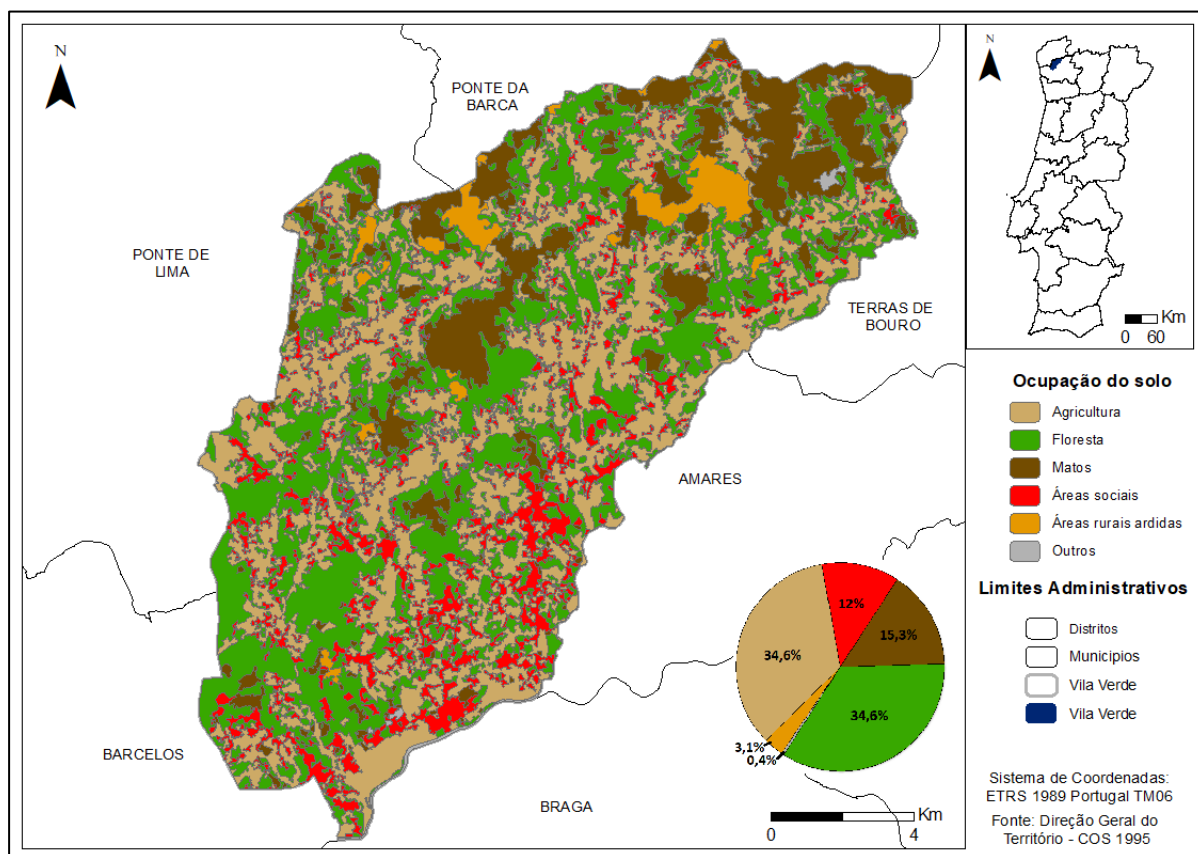 N
PONTE DA
BARCA
PONTE DE
LIMA
TERRAS DE
BOURO
AMARES
BARCELOS
BRAGA
12%
15,3%
34,6%
34,6%
3,1%
0,4%
Km
0 4
N
Km
0 60
Ocupação do solo
Agricultura
Floresta
Matos
Áreas sociais
Áreas rurais ardidas
Outros
Limites Administrativos
Distritos
Municipios
Vila Verde
Vila Verde
Sistema de Coordenadas:
ETRS 1989 Portugal TM06
Fonte: Direção Geral do
Território - COS 1995